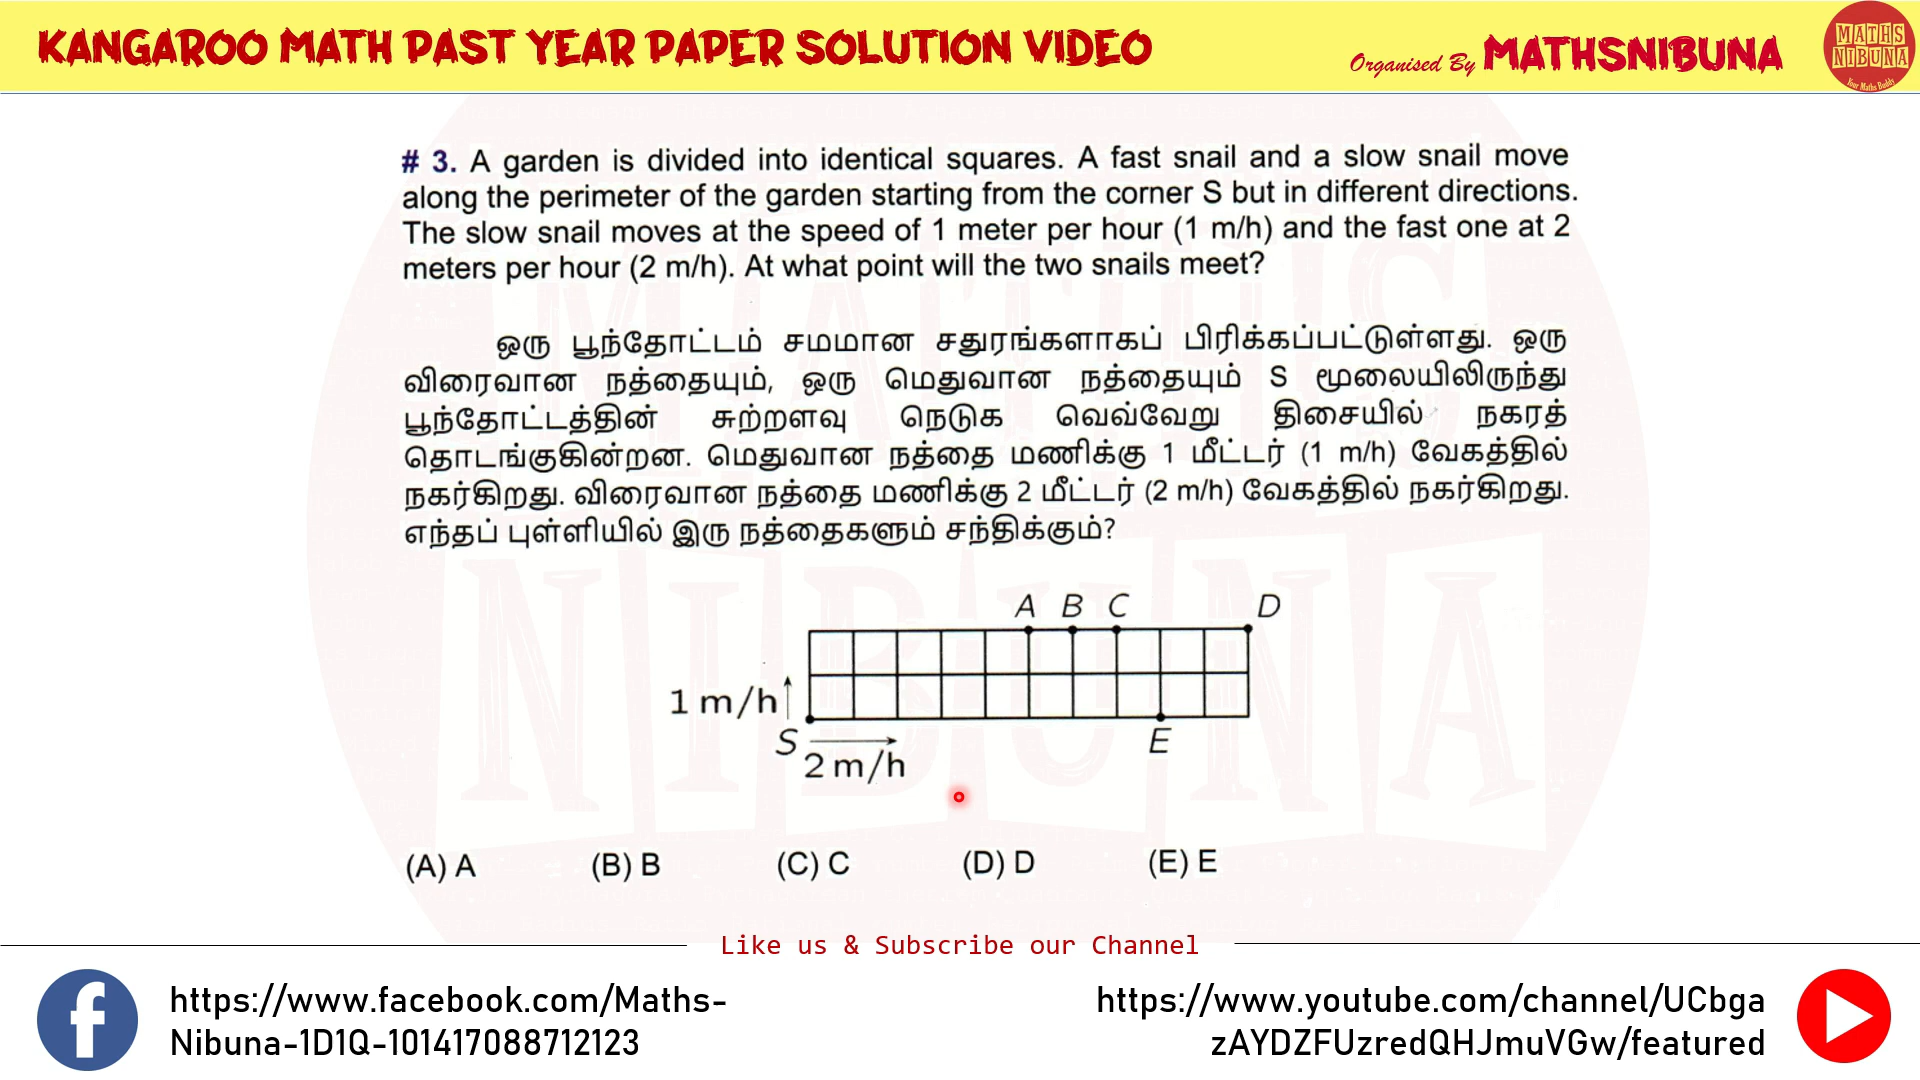 KANGAROO MATH PAST YEAR PAPER SOLUTION VIDEO
Organised By MATHSNIBUNA
MATHS
NIBUNA
Your Maths Buddy
# 3. A garden is divided into identical squares. A fast snail and a slow snail move
along the perimeter of the garden starting from the corner S but in different directions.
The slow snail moves at the speed of 1 meter per hour (1 m/h) and the fast one at 2
meters per hour (2 m/h). At what point will the two snails meet?
ஒரு பூந்தோட்டம் சமமான சதுரங்களாகப் பிரிக்கப்பட்டுள்ளது. ஒரு
விரைவான நத்தையும், ஒரு மெதுவான நத்தையும் S மூலையிலிருந்து
பூந்தோட்டத்தின் சுற்றளவு நெடுக வெவ்வேறு திசையில் நகரத்
தொடங்குகின்றன. மெதுவான நத்தை மணிக்கு 1 மீட்டர் (1 m/h) வேகத்தில்
நகர்கிறது. விரைவான நத்தை மணிக்கு 2 மீட்டர் (2 m/h) வேகத்தில் நகர்கிறது.
எந்தப் புள்ளியில் இரு நத்தைகளும் சந்திக்கும்?
A B C D
1 m/h
S E
2 m/h
(A) A (B) B (C) C (D) D (E) E
Like us & Subscribe our Channel
https://www.facebook.com/Maths-
Nibuna-1D1Q-101417088712123
https://www.youtube.com/channel/UCbga
zAYDZFUzredQHJmuVGw/featured